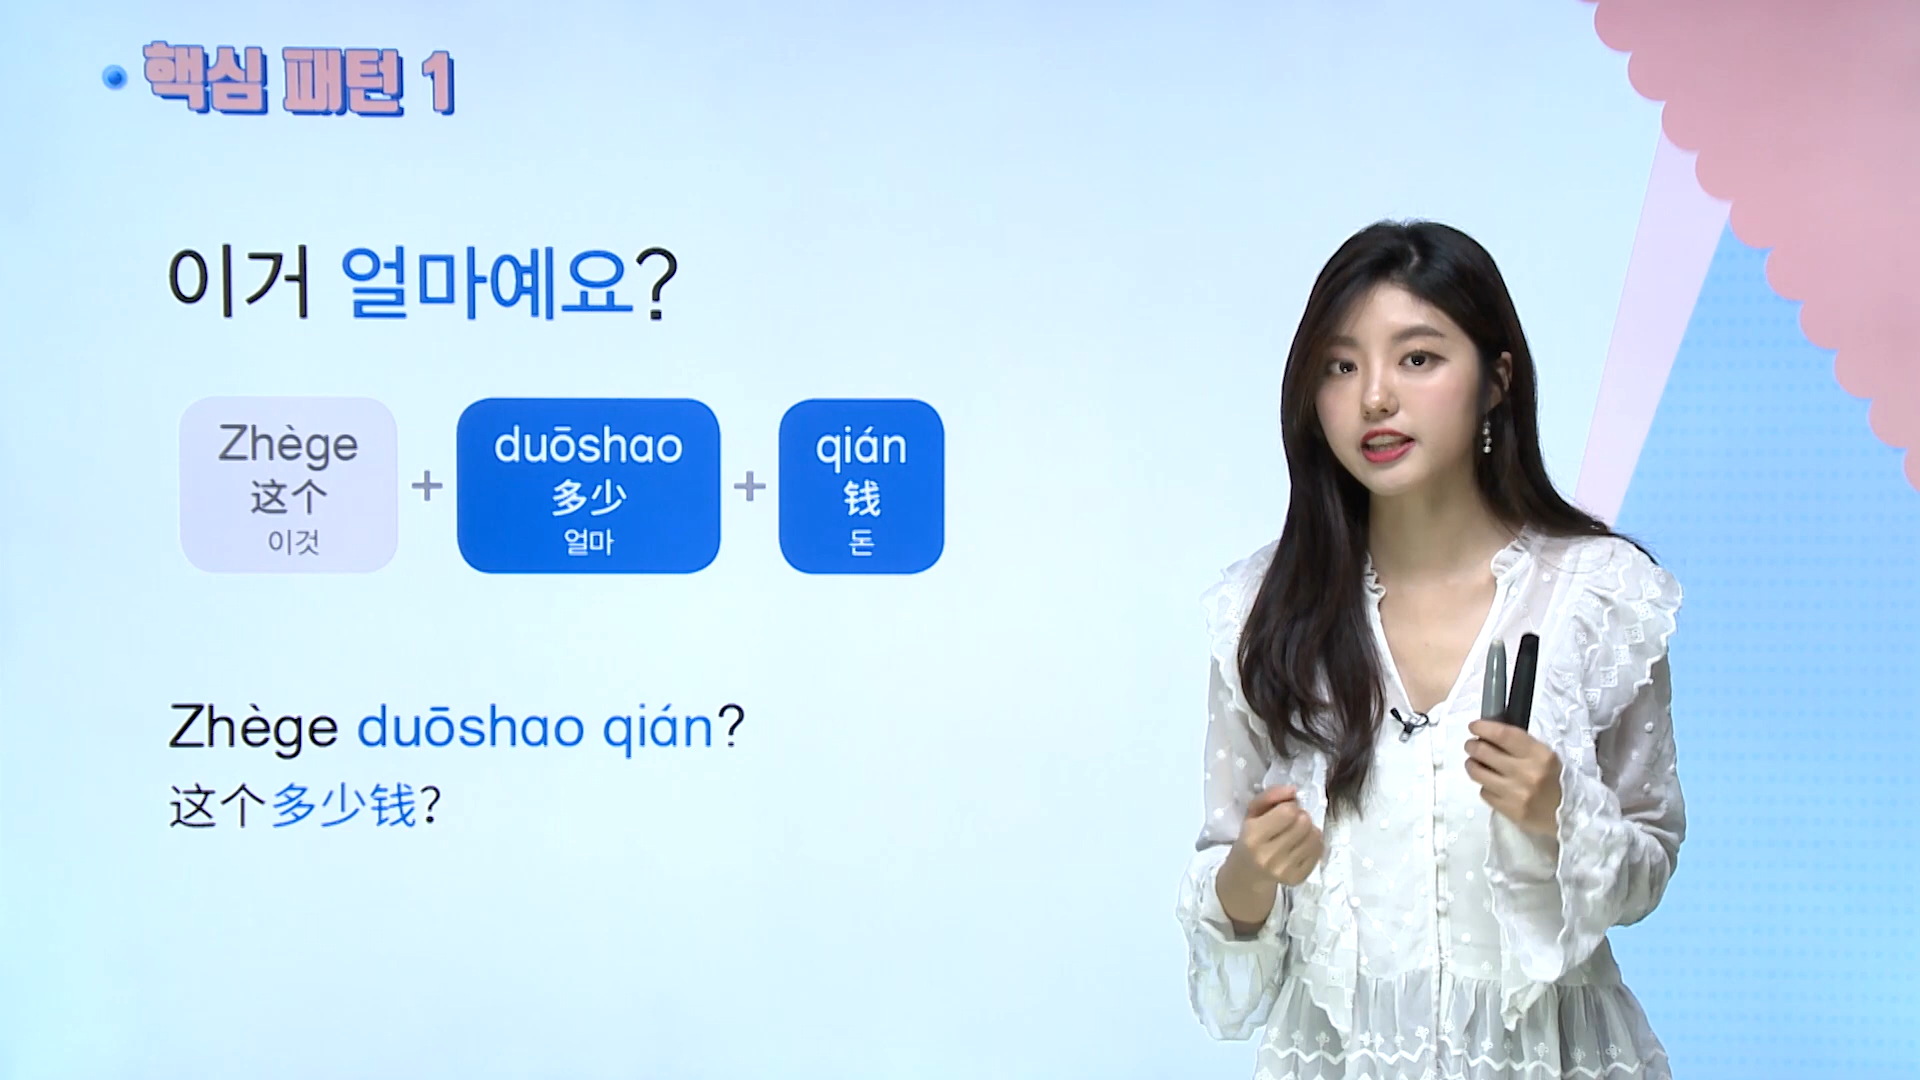 핵심 패턴 1
이거 얼마예요?
Zhège + duōshao + qián
这个 多少 钱
이것 얼마 돈
Zhège duōshao qián?
这个多少钱?